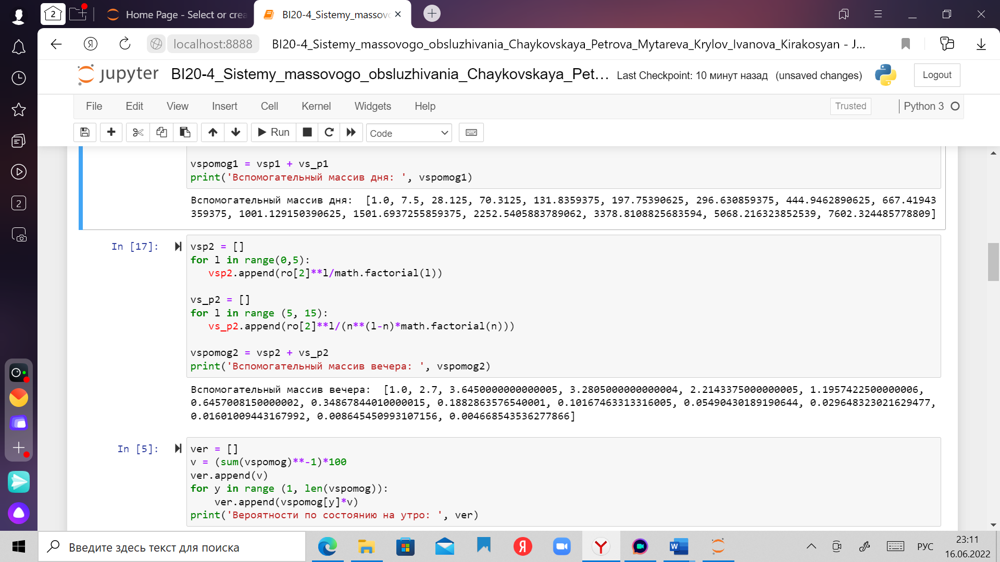 2
Home Page - Select or crea
BI20-4_Sistemy_massovo
localhost:8888
BI20-4_Sistemy_massovogo_obsluzhivania_Chaykovskaya_Petrova_Mytareva_Krylov_Ivanova_Kirakosyan - J...
jupyter
BI20-4_Sistemy_massovogo_obsluzhivania_Chaykovskaya_Pet...
Last Checkpoint: 10 минут назад (unsaved changes)
Logout
File Edit View Insert Cell Kernel Widgets Help
Trusted
Python 3
Run
Code
2
vspomog1 = vsp1 + vs_p1
print('Вспомогательный массив дня: ', vspomog1)
Вспомогательный массив дня:  [1.0, 7.5, 28.125, 70.3125, 131.8359375, 197.75390625, 296.630859375, 444.9462890625, 667.41943
359375, 1001.129150390625, 1501.6937255859375, 2252.5405883789062, 3378.8108825683594, 5068.216323852539, 7602.324485778809]
In [17]:
vsp2 = []
for l in range(0,5):
vsp2.append(ro[2]**l/math.factorial(l))
vs_p2 = []
for l in range (5, 15):
vs_p2.append(ro[2]**l/(n**(l-n)*math.factorial(n)))
vspomog2 = vsp2 + vs_p2
print('Вспомогательный массив вечера: ', vspomog2)
Вспомогательный массив вечера:  [1.0, 2.7, 3.6450000000000005, 3.2805000000000004, 2.2143375000000005, 1.1957422500000006,
0.6457008150000002, 0.34867844010000015, 0.1882863576540001, 0.10167463313316005, 0.05490430189190644, 0.029648323021629477,
0.01601009443167992, 0.008645450993107156, 0.004668543536277866]
In [5]:
ver = []
v = (sum(vspomog)**-1)*100
ver.append(v)
for y in range (1, len(vspomog)):
ver.append(vspomog[y]*v)
print('Вероятности по состоянию на утро: ', ver)
Введите здесь текст для поиска
РУС
23:11
16.06.2022